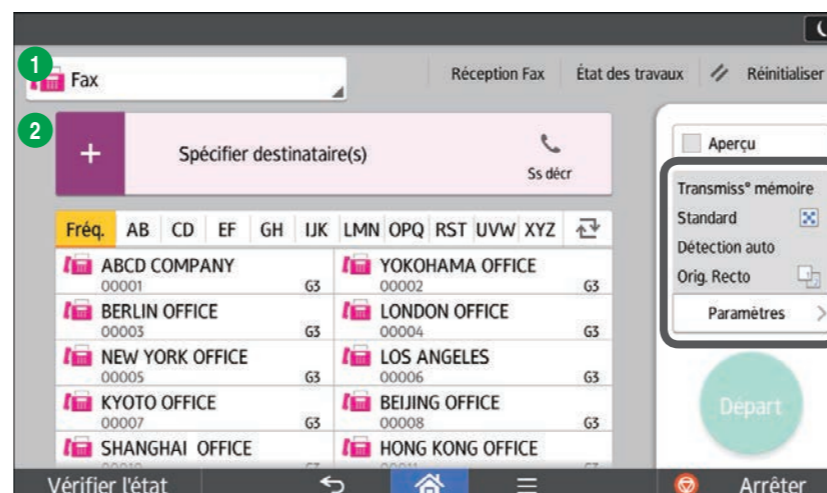 1
Fax
Réception Fax
État des travaux
Réinitialiser
2
+
Spécifier destinataire(s)
Ss décr
Aperçu
Transmiss° mémoire
Standard
Détection auto
Orig. Recto
Paramètres
Fréq. AB CD EF GH IJK LMN OPQ RST UVW XYZ
ABCD COMPANY
00001 G3
YOKOHAMA OFFICE
00002 G3
BERLIN OFFICE
00003 G3
LONDON OFFICE
00004 G3
NEW YORK OFFICE
00005 G3
LOS ANGELES
00006 G3
KYOTO OFFICE
00007 G3
BEIJING OFFICE
00008 G3
SHANGHAI OFFICE
HONG KONG OFFICE
Départ
Vérifier l'état
Arrêter